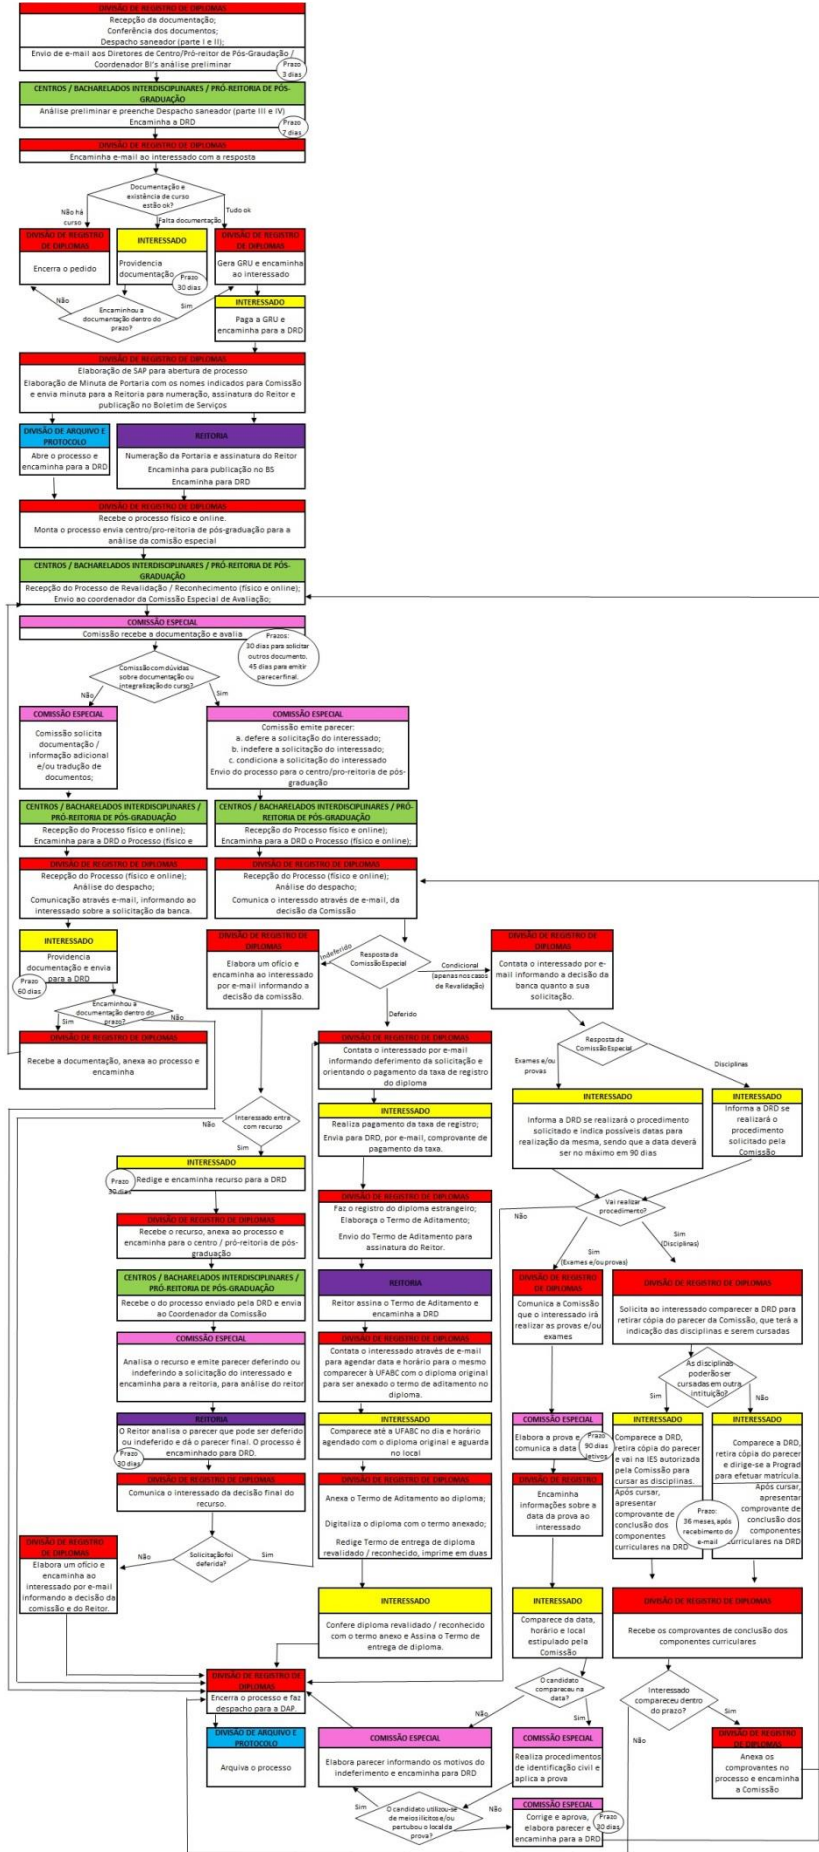 DIVISÃO DE REGISTRO DE DIPLOMAS
Recepção da documentação;
Conferência dos documentos;
Despacho saneador (parte I e II);
Envio de e-mail aos Diretores de Centro/Pró-reitor de Pós-Graudação /
Coordenador BI's análise preliminar
Prazo
3 dias
CENTROS / BACHARELADOS INTERDISCIPLINARES / PRÓ-REITORIA DE PÓS-
GRADUAÇÃO
Análise preliminar e preenche Despacho saneador (parte III e IV)
Encaminha a DRD
Prazo
7 dias
DIVISÃO DE REGISTRO DE DIPLOMAS
Encaminha e-mail ao interessado com a resposta
Documentação e
existência de curso
estão ok?
Não há
curso
Falta documentação
Tudo ok
DIVISÃO DE REGISTRO
DE DIPLOMAS
Encerra o pedido
INTERESSADO
Providencia
documentação
Prazo
30 dias
DIVISÃO DE REGISTRO
DE DIPLOMAS
Gera GRU e encaminha
ao interessado
Não
Encaminhou a
documentação dentro do
prazo?
Sim
INTERESSADO
Paga a GRU e
encaminha para a DRD
DIVISÃO DE REGISTRO DE DIPLOMAS
Elaboração de SAP para abertura de processo
Elaboração de Minuta de Portaria com os nomes indicados para Comissão
e envia minuta para a Reitoria para numeração, assinatura do Reitor e
publicação no Boletim de Serviços
DIVISÃO DE ARQUIVO E
PROTOCOLO
Abre o processo e
encaminha para a DRD
REITORIA
Numeração da Portaria e assinatura do Reitor
Encaminha para publicação no BS
Encaminha para DRD
DIVISÃO DE REGISTRO DE DIPLOMAS
Recebe o processo físico e online.
Monta o processo envia centro/pro-reitoria de pós-graduação para a
análise da comisão especial
CENTROS / BACHARELADOS INTERDISCIPLINARES / PRÓ-REITORIA DE PÓS-
GRADUAÇÃO
Recepção do Processo de Revalidação / Reconhecimento (físico e online);
Envio ao coordenador da Comissão Especial de Avaliação;
COMISSÃO ESPECIAL
Comissão recebe a documentação e avalia
Prazos:
30 dias para solicitar
outros documento.
45 dias para emitir
parecer final.
Comissão com dúvidas
sobre documentação ou
integralização do curso?
Não
Sim
COMISSÃO ESPECIAL
Comissão solicita
documentação /
informação adicional
e/ou tradução de
documentos;
COMISSÃO ESPECIAL
Comissão emite parecer:
a. defere a solicitação do interessado;
b. indefere a solicitação do interessado;
c. condiciona a solicitação do interessado
Envio do processo para o centro/pro-reitoria de pós-
graduação
CENTROS / BACHARELADOS INTERDISCIPLINARES /
PRÓ-REITORIA DE PÓS-GRADUAÇÃO
Recepção do Processo físico e online);
Encaminha para a DRD o Processo (físico e
CENTROS / BACHARELADOS INTERDISCIPLINARES / PRÓ-
REITORIA DE PÓS-GRADUAÇÃO
Recepção do Processo físico e online);
Encaminha para a DRD o Processo (físico e online);
DIVISÃO DE REGISTRO DE DIPLOMAS
Recepção do Processo (físico e online);
Análise do despacho;
Comunicação através e-mail, informando ao
interessado sobre a solicitação da banca.
DIVISÃO DE REGISTRO DE DIPLOMAS
Recepção do Processo (físico e online);
Análise do despacho;
Comunica o interessdo através de e-mail, da
decisão da Comissão
INTERESSADO
Providencia
documentação e envia
para a DRD
Prazo
60 dias
DIVISÃO DE REGISTRO DE
DIPLOMAS
Elabora um ofício e
encaminha ao interessado
por e-mail informando a
decisão da comissão.
Indeferido
Resposta da
Comissão Especial
Condicional
(apenas nos casos
de Revalidação)
Deferido
DIVISÃO DE REGISTRO DE
DIPLOMAS
Contata o interessado por e-
mail informando a decisão da
banca quanto a sua
solicitação.
Encaminhou a
documentação dentro do
prazo?
Sim
Não
DIVISÃO DE REGISTRO DE DIPLOMAS
Recebe a documentação, anexa ao processo e
encaminha
DIVISÃO DE REGISTRO DE DIPLOMAS
Contata o interessado por e-mail
informando deferimento da solicitação e
orientando o pagamento da taxa de registro
do diploma
Resposta da
Comissão Especial
Exames e/ou
provas
Disciplinas
INTERESSADO
Informa a DRD se realizará o procedimento
solicitado e indica possíveis datas para
realização da mesma, sendo que a data deverá
ser no máximo em 90 dias
INTERESSADO
Informa a DRD se
realizará o
procedimento
solicitado pela
Comissão
Interessado entra
com recurso
Não
Sim
INTERESSADO
Realiza pagamento da taxa de registro;
Envia para DRD, por e-mail, comprovante de
pagamento da taxa.
INTERESSADO
Redige e encaminha recurso para a DRD
Prazo
30 dias
DIVISÃO DE REGISTRO DE DIPLOMAS
Faz o registro do diploma estrangeiro;
Elaboraça o Termo de Aditamento;
Envio do Termo de Aditamento para
assinatura do Reitor.
Vai realizar
procedimento?
Não
Sim
(Exames e/ou provas)
Sim
(Disciplinas)
DIVISÃO DE REGISTRO DE DIPLOMAS
Recebe o recurso, anexa ao processo e
encaminha para o centro / pró-reitoria de pós-
graduação
CENTROS / BACHARELADOS INTERDISCIPLINARES /
PRÓ-REITORIA DE PÓS-GRADUAÇÃO
Recebe o do processo enviado pela DRD e envia
ao Coordenador da Comissão
REITORIA
Reitor assina o Termo de Aditamento e
encaminha a DRD
DIVISÃO DE
REGISTRO DE DIPLOMAS
Comunica a Comissão
que o interessado irá
realizar as provas e/ou
exames
DIVISÃO DE REGISTRO DE DIPLOMAS
Solicita ao interessado comparecer a DRD para
retirar cópia do parecer da Comissão, que terá a
indicação das disciplinas e serem cursadas
COMISSÃO ESPECIAL
Analisa o recurso e emite parecer deferindo ou
indeferindo a solicitação do interessado e
encaminha para a reitoria, para análise do reitor
DIVISÃO DE REGISTRO DE DIPLOMAS
Contata o interessado através de e-mail
para agendar data e horário para o mesmo
comparecer à UFABC com o diploma original
para ser anexado o termo de aditamento no
diploma.
As disciplinas
poderão ser
cursadas em outra
intituição?
Sim
Não
REITORIA
O Reitor analisa o parecer que pode ser deferido
ou indeferido e dá o parecer final. O processo é
encaminhado para DRD.
Prazo
30 dias
INTERESSADO
Comparece até a UFABC no dia e horário
agendado com o diploma original e aguarda
no local
COMISSÃO ESPECIAL
Elabora a prova e
comunica a data
Prazo
90 dias
letivos
INTERESSADO
Comparece a DRD,
retira cópia do parecer
e vai na IES autorizada
pela Comissão para
cursar as disciplinas.
Após cursar,
apresentar
comprovante de
conclusão dos
componentes
curriculares na DRD
INTERESSADO
Comparece a DRD,
retira cópia do parecer
e dirige-se a Prograd
para efetuar matrícula.
Após cursar,
apresentar
comprovante de
conclusão dos
componentes
curriculares na DRD
Prazo:
36 meses, após
recebimento do
e-mail
DIVISÃO DE REGISTRO DE DIPLOMAS
Comunica o interessado da decisão final do
recurso.
DIVISÃO DE REGISTRO DE DIPLOMAS
Anexa o Termo de Aditamento ao diploma;
Digitaliza o diploma com o termo anexado;
Redige Termo de entrega de diploma
revalidado / reconhecido, imprime em duas
DIVISÃO DE REGISTRO
Encaminha
informações sobre a
data da prova ao
interessado
Solicitação foi
deferida?
Não
Sim
DIVISÃO DE REGISTRO
DE DIPLOMAS
Elabora um ofício e
encaminha ao
interessado por e-mail
informando a decisão da
comissão e do Reitor.
INTERESSADO
Confere diploma revalidado / reconhecido
com o termo anexo e Assina o Termo de
entrega de diploma.
INTERESSADO
Comparece da data,
horário e local
estipulado pela
Comissão
DIVISÃO DE REGISTRO DE DIPLOMAS
Recebe os comprovantes de conclusão dos
componentes curriculares
DIVISÃO DE REGISTRO DE
DIPLOMAS
Encerra o processo e faz
despacho para a DAP.
O candidato
compareceu na
data?
Não
Sim
Interessado
compareceu dentro
do prazo?
Não
Sim
DIVISÃO DE ARQUIVO E
PROTOCOLO
Arquiva o processo
COMISSÃO ESPECIAL
Elabora parecer informando os motivos do
indeferimento e encaminha para DRD
COMISSÃO ESPECIAL
Realiza procedimentos
de identificação civil e
aplica a prova
DIVISÃO DE REGISTRO
DE DIPLOMAS
Anexa os
comprovantes no
processo e encaminha
a Comissão
Sim
O candidato utilizou-se
de meios ilícitos e/ou
pertubou o local da
prova?
Não
COMISSÃO ESPECIAL
Corrige e aprova,
elabora parecer e
encaminha para a DRD
Prazo
30 dias